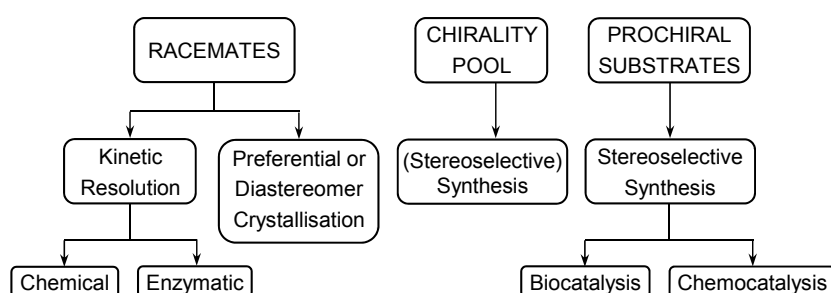 RACEMATES
CHIRALITY
POOL
PROCHIRAL
SUBSTRATES
Kinetic
Resolution
Preferential or
Diastereomer
Crystallisation
(Stereoselective)
Synthesis
Stereoselective
Synthesis
Chemical
Enzymatic
Biocatalysis
Chemocatalysis